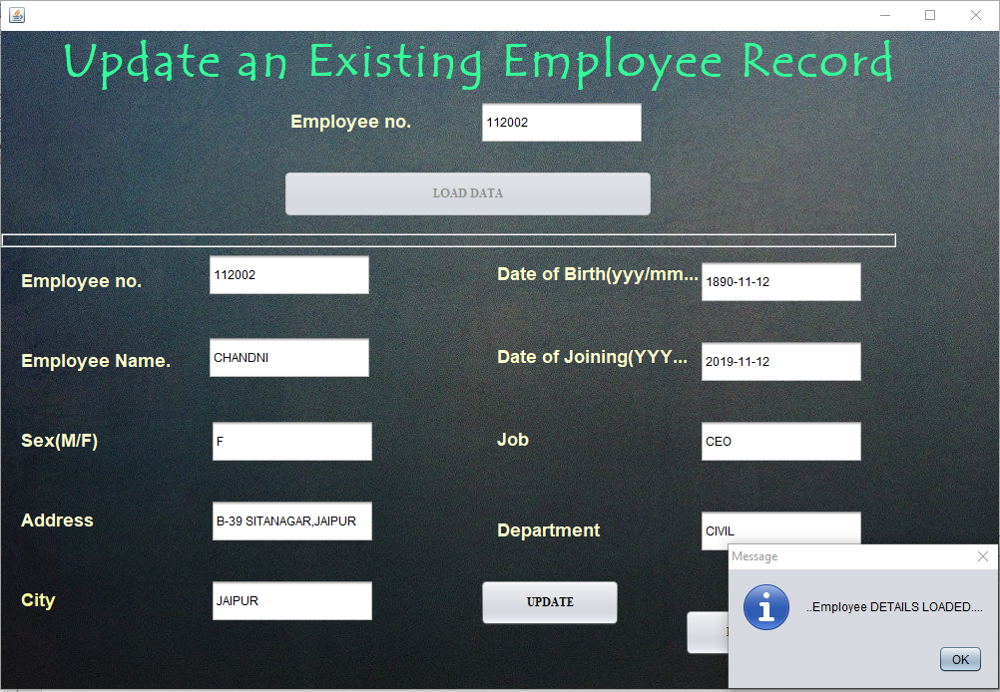 Update an Existing Employee Record
Employee no.
112002
LOAD DATA
Employee no.
112002
Date of Birth(yyy/mm...
1890-11-12
Employee Name.
CHANDNI
Date of Joining(YYY...
2019-11-12
Sex(M/F)
F
Job
CEO
Address
B-39 SITANAGAR,JAIPUR
Department
CIVIL
City
JAIPUR
UPDATE
Message
..Employee DETAILS LOADED....
OK